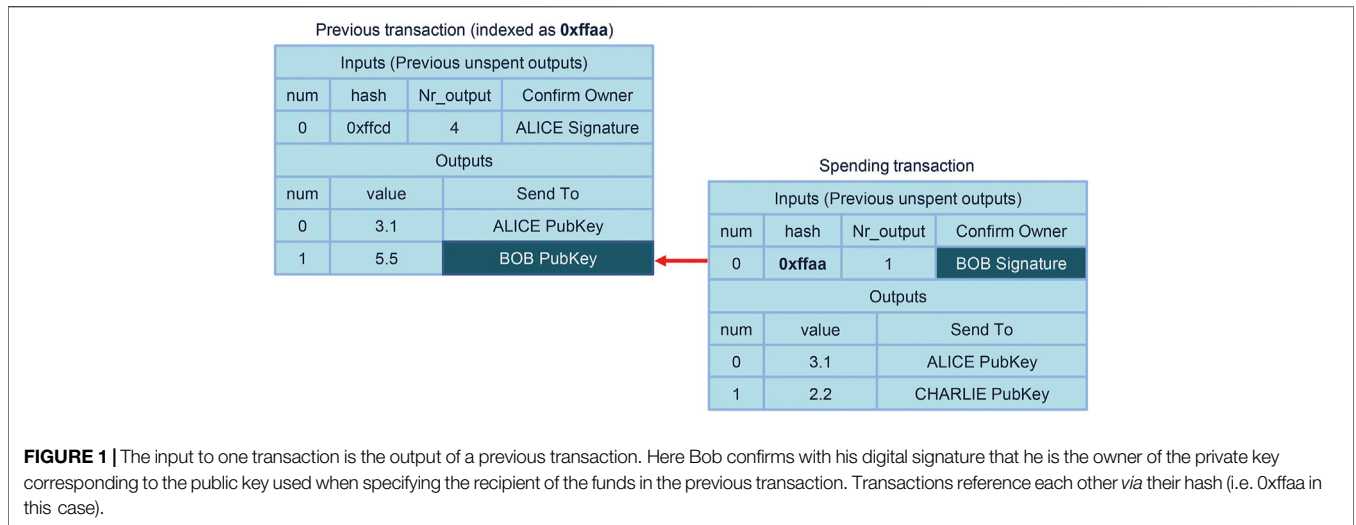 Previous transaction (indexed as 0xffaa)
Inputs (Previous unspent outputs)
num hash Nr_output Confirm Owner
0 0xffcd 4 ALICE Signature
Outputs
num value Send To
0 3.1 ALICE PubKey
1 5.5 BOB PubKey
Spending transaction
Inputs (Previous unspent outputs)
num hash Nr_output Confirm Owner
0 0xffaa 1 BOB Signature
Outputs
num value Send To
0 3.1 ALICE PubKey
1 2.2 CHARLIE PubKey
FIGURE 1 | The input to one transaction is the output of a previous transaction. Here Bob confirms with his digital signature that he is the owner of the private key
corresponding to the public key used when specifying the recipient of the funds in the previous transaction. Transactions reference each other via their hash (i.e. 0xffaa in
this case).